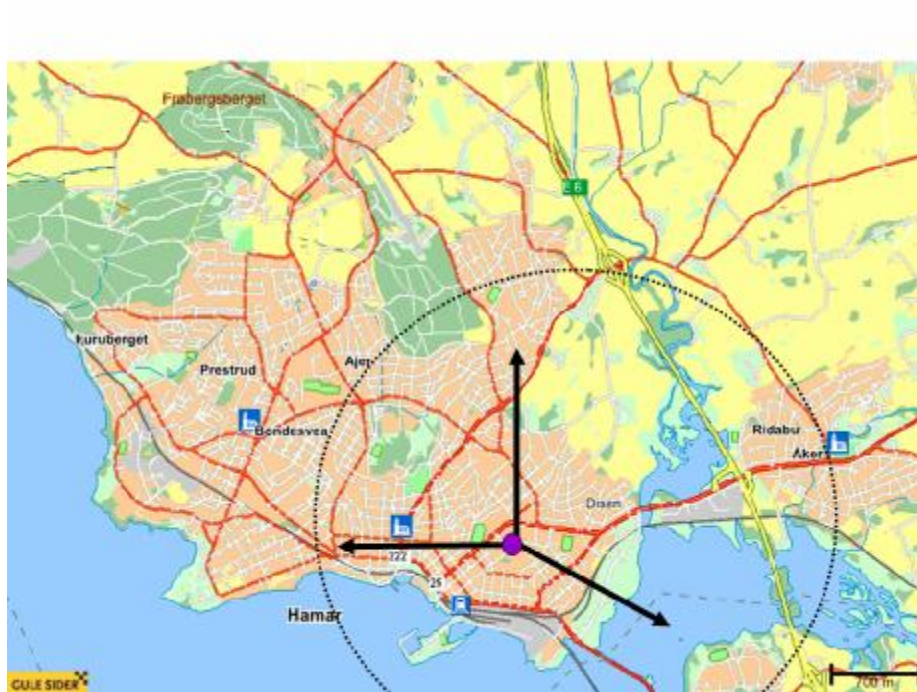 Frøbergsberget
E 6
Furuberget
Ajer
Prestrud
Bondesvea
Ridabu
Åker
Disen
222
25
Hamar
GULE SIDER
700 m